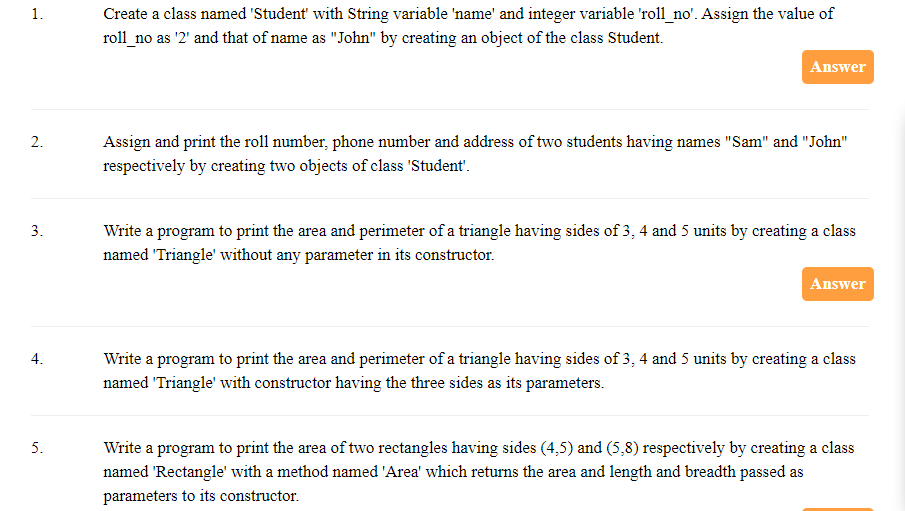 1. Create a class named 'Student' with String variable 'name' and integer variable 'roll_no'. Assign the value of
roll_no as '2' and that of name as "John" by creating an object of the class Student.
Answer
2. Assign and print the roll number, phone number and address of two students having names "Sam" and "John"
respectively by creating two objects of class 'Student'.
3. Write a program to print the area and perimeter of a triangle having sides of 3, 4 and 5 units by creating a class
named 'Triangle' without any parameter in its constructor.
Answer
4. Write a program to print the area and perimeter of a triangle having sides of 3, 4 and 5 units by creating a class
named 'Triangle' with constructor having the three sides as its parameters.
5. Write a program to print the area of two rectangles having sides (4,5) and (5,8) respectively by creating a class
named 'Rectangle' with a method named 'Area' which returns the area and length and breadth passed as
parameters to its constructor.